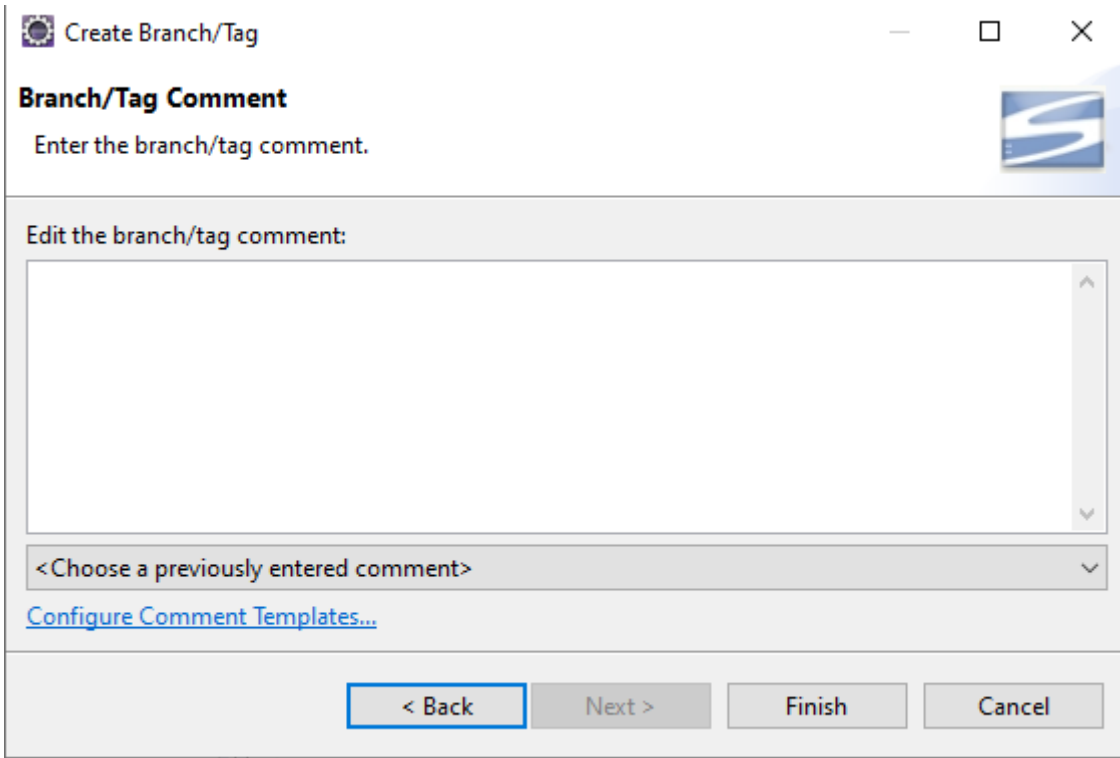 Create Branch/Tag
Branch/Tag Comment
Enter the branch/tag comment.
Edit the branch/tag comment:
<Choose a previously entered comment>
Configure Comment Templates...
< Back Next > Finish Cancel